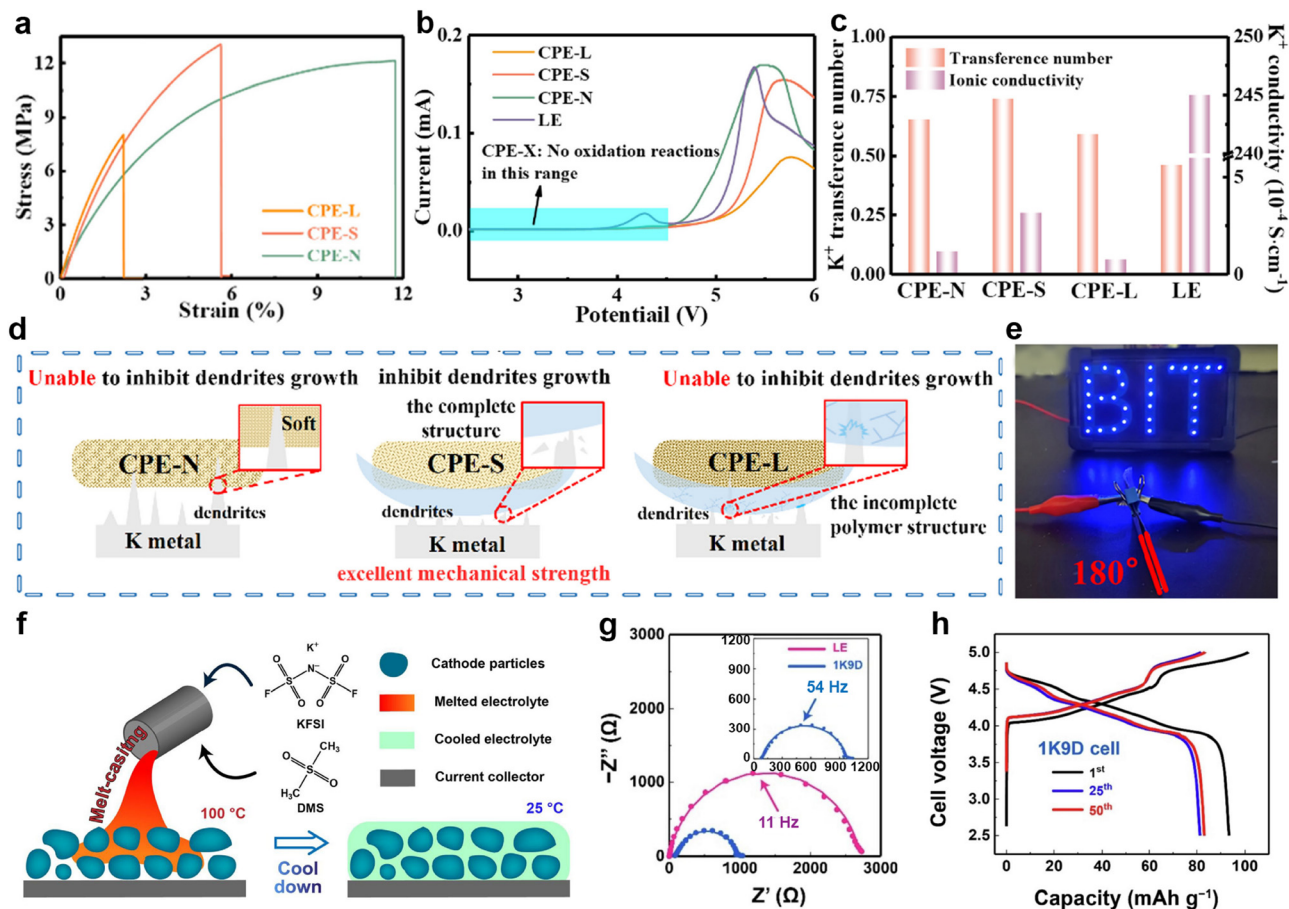 a
Stress (MPa)
12
9
6
3
0
0
3
6
9
12
Strain (%)
CPE-L
CPE-S
CPE-N
b
Current (mA)
0.2
0.1
0.0
3
4
5
6
Potentiail (V)
CPE-L
CPE-S
CPE-N
LE
CPE-X: No oxidation reactions
in this range
c
K⁺ transference number
1.00
0.75
0.50
0.25
0.00
Transference number
Ionic conductivity
CPE-N
CPE-S
CPE-L
LE
250
245
240
5
0
K⁺ conductivity (10⁻⁴ S·cm⁻¹)
d
Unable to inhibit dendrites growth
Soft
CPE-N
dendrites
K metal
inhibit dendrites growth
the complete
structure
CPE-S
dendrites
K metal
excellent mechanical strength
Unable to inhibit dendrites growth
CPE-L
dendrites
the incomplete
polymer structure
K metal
e
BIT
180°
f
Melt-casitng
100 °C
K⁺
O
O
S
N⁻
S
F
O
O
F
KFSI
CH₃
O
S
O
H₃C
DMS
Cathode particles
Melted electrolyte
Cooled electrolyte
Current collector
Cool
down
25 °C
g
−Z'' (Ω)
3000
2000
1000
0
0
1000
2000
3000
Z' (Ω)
1200
900
600
300
0
0
300
600
900
1200
LE
1K9D
54 Hz
11 Hz
h
Cell voltage (V)
5.0
4.5
4.0
3.5
3.0
2.5
0
20
40
60
80
100
Capacity (mAh g⁻¹)
1K9D cell
1ˢᵗ
25ᵗʰ
50ᵗʰ